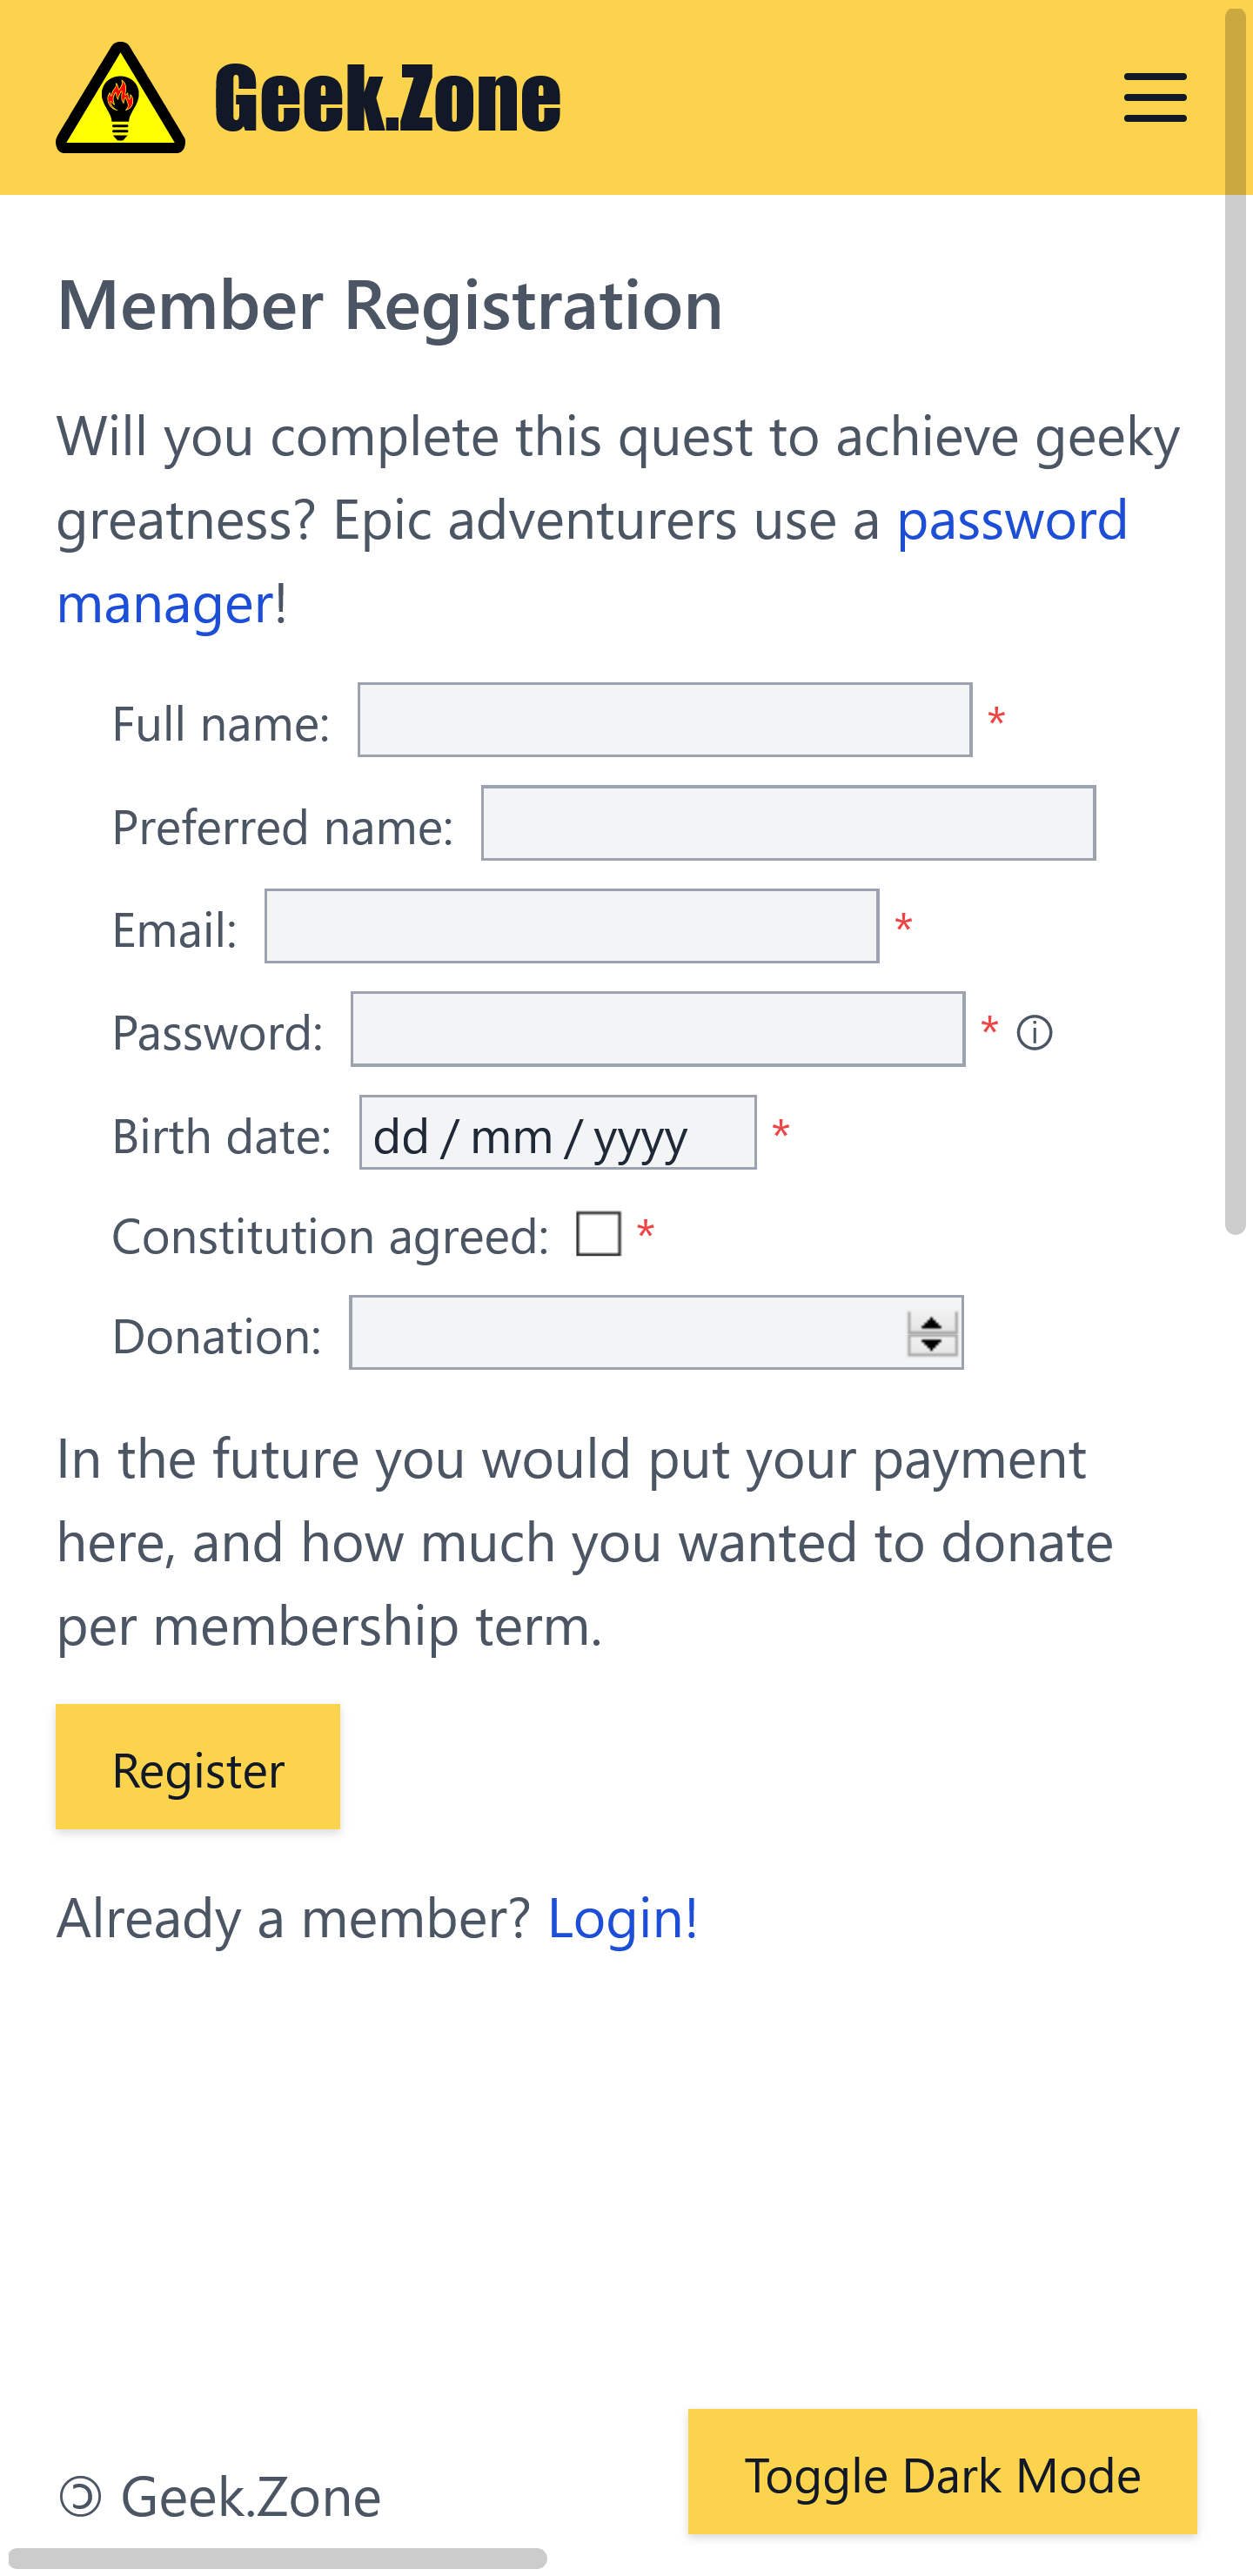 Geek.Zone
Member Registration
Will you complete this quest to achieve geeky
greatness? Epic adventurers use a password
manager!
Full name: *
Preferred name:
Email: *
Password: * ⓘ
Birth date: dd / mm / yyyy *
Constitution agreed: *
Donation:
In the future you would put your payment
here, and how much you wanted to donate
per membership term.
Register
Already a member? Login!
🄯 Geek.Zone
Toggle Dark Mode